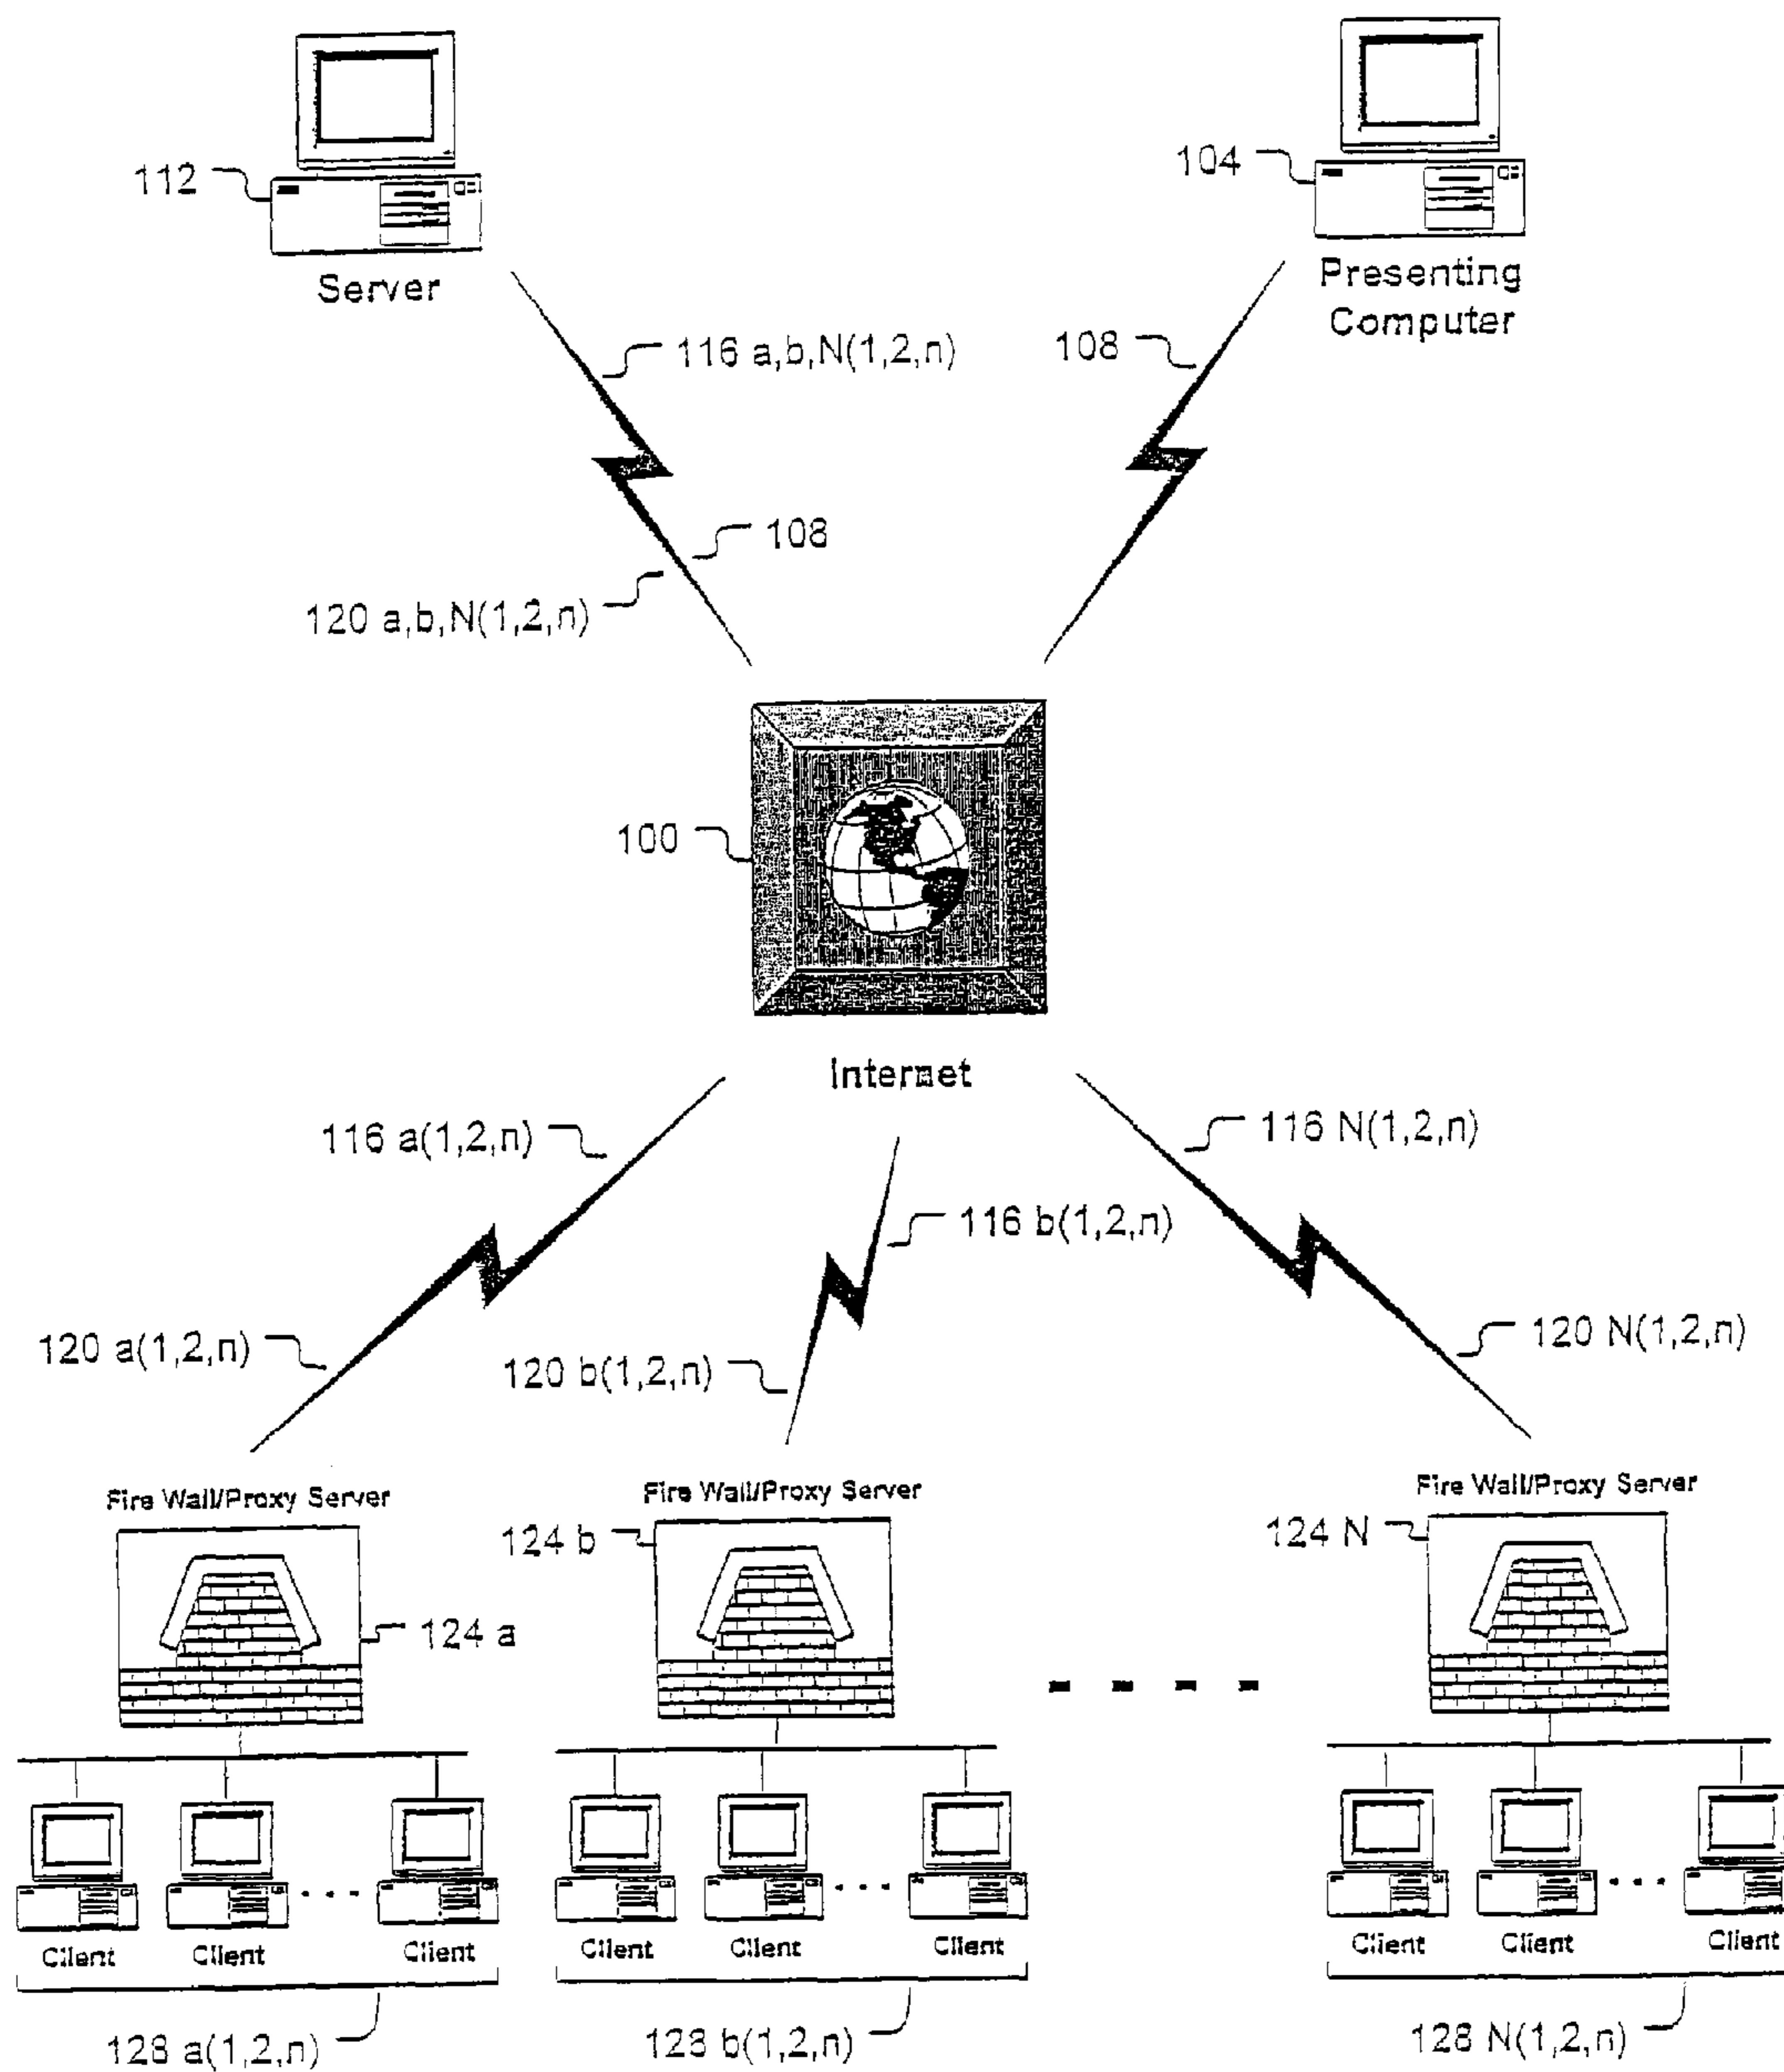 112
104
Server
Presenting
Computer
116 a,b,N(1,2,n)
108
108
120 a,b,N(1,2,n)
100
Internet
116 a(1,2,n)
116 N(1,2,n)
116 b(1,2,n)
120 a(1,2,n)
120 b(1,2,n)
120 N(1,2,n)
Fire Wall/Proxy Server
Fire Wall/Proxy Server
Fire Wall/Proxy Server
124 b
124 N
124 a
Client
Client
Client
Client
Client
Client
Client
Client
Client
128 a(1,2,n)
128 b(1,2,n)
128 N(1,2,n)